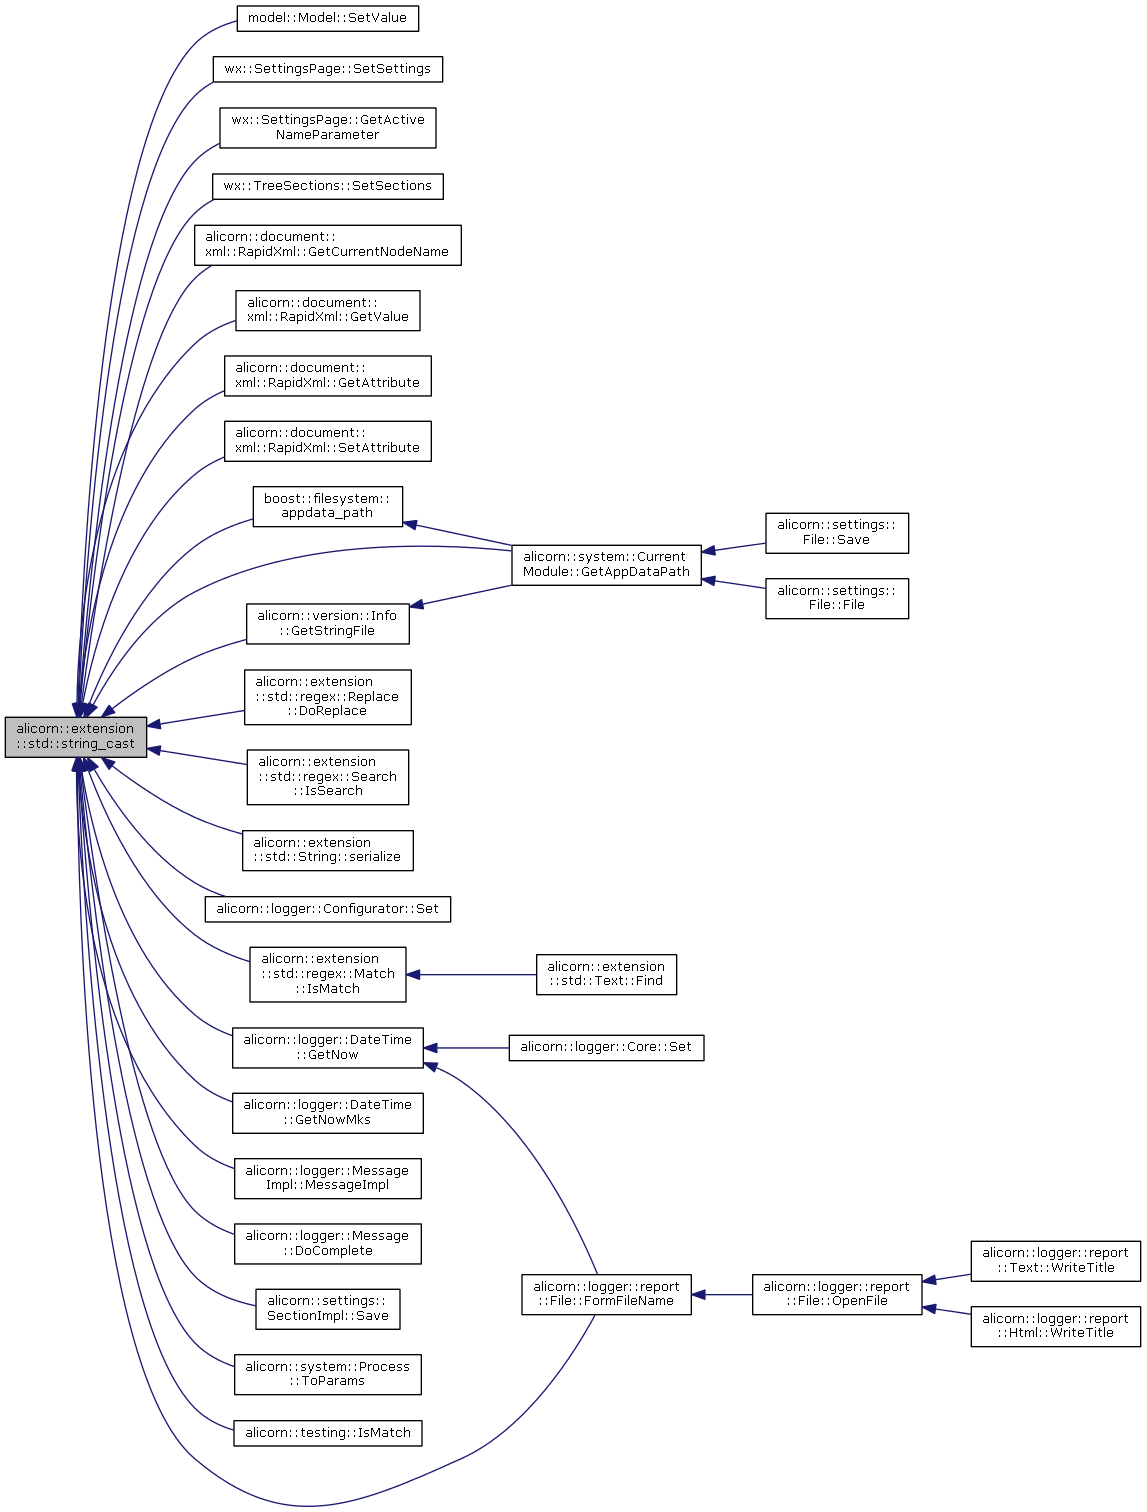 model::Model::SetValue
wx::SettingsPage::SetSettings
wx::SettingsPage::GetActive
NameParameter
wx::TreeSections::SetSections
alicorn::document::
xml::RapidXml::GetCurrentNodeName
alicorn::document::
xml::RapidXml::GetValue
alicorn::document::
xml::RapidXml::GetAttribute
alicorn::document::
xml::RapidXml::SetAttribute
boost::filesystem::
appdata_path
alicorn::system::Current
Module::GetAppDataPath
alicorn::settings::
File::Save
alicorn::settings::
File::File
alicorn::version::Info
::GetStringFile
alicorn::extension
::std::regex::Replace
::DoReplace
alicorn::extension
::std::string_cast
alicorn::extension
::std::regex::Search
::IsSearch
alicorn::extension
::std::String::serialize
alicorn::logger::Configurator::Set
alicorn::extension
::std::regex::Match
::IsMatch
alicorn::extension
::std::Text::Find
alicorn::logger::DateTime
::GetNow
alicorn::logger::Core::Set
alicorn::logger::DateTime
::GetNowMks
alicorn::logger::Message
Impl::MessageImpl
alicorn::logger::Message
::DoComplete
alicorn::settings::
SectionImpl::Save
alicorn::logger::report
::File::FormFileName
alicorn::logger::report
::File::OpenFile
alicorn::logger::report
::Text::WriteTitle
alicorn::logger::report
::Html::WriteTitle
alicorn::system::Process
::ToParams
alicorn::testing::IsMatch